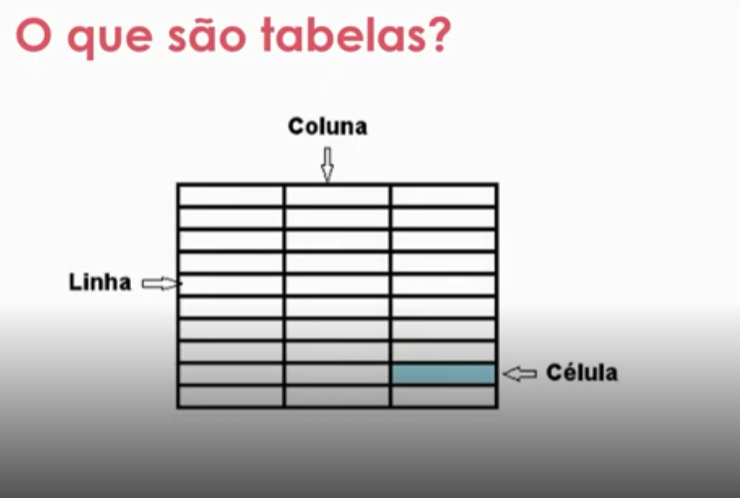 O que são tabelas?
Coluna
Linha
Célula